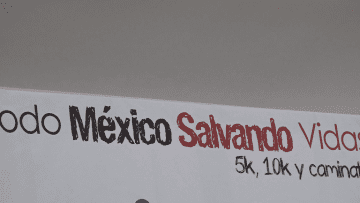 odo México Salvando Vidas
5k, 10k y caminat